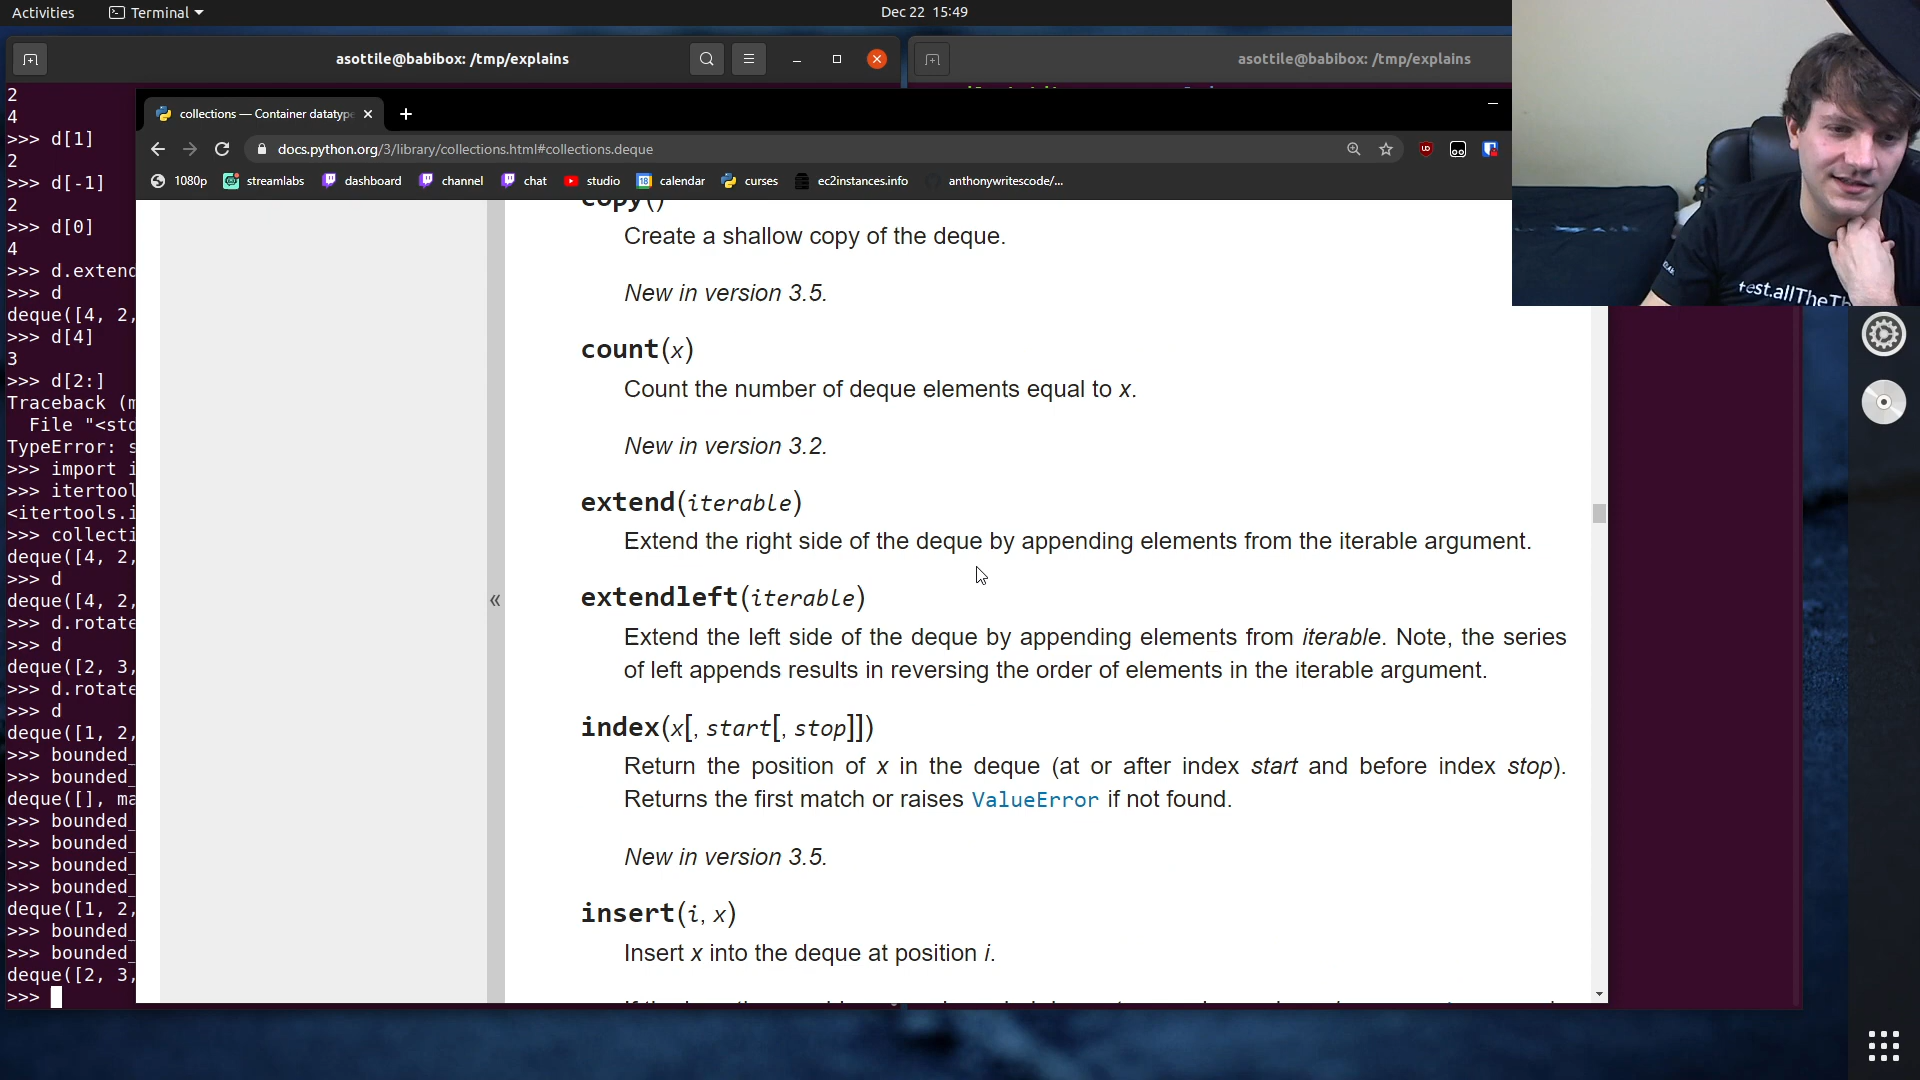 Activities
Terminal
Dec 22 15:49
asottile@babibox: /tmp/explains
asottile@babibox: /tmp/explains
2
4
>>> d[1]
2
>>> d[-1]
2
>>> d[0]
4
>>> d.extend
>>> d
deque([4, 2,
>>> d[4]
3
>>> d[2:]
Traceback (m
File "<std
TypeError: s
>>> import i
>>> itertool
<itertools.i
>>> collecti
deque([4, 2,
>>> d
deque([4, 2,
>>> d.rotate
>>> d
deque([2, 3,
>>> d.rotate
>>> d
deque([1, 2,
>>> bounded_
>>> bounded_
deque([], ma
>>> bounded_
>>> bounded_
>>> bounded_
>>> bounded_
deque([1, 2,
>>> bounded_
>>> bounded_
deque([2, 3,
>>>
collections — Container datatype
docs.python.org/3/library/collections.html#collections.deque
1080p streamlabs dashboard channel chat studio calendar curses ec2instances.info anthonywritescode/...
copy()
Create a shallow copy of the deque.
New in version 3.5.
count(x)
Count the number of deque elements equal to x.
New in version 3.2.
extend(iterable)
Extend the right side of the deque by appending elements from the iterable argument.
extendleft(iterable)
Extend the left side of the deque by appending elements from iterable. Note, the series
of left appends results in reversing the order of elements in the iterable argument.
index(x[, start[, stop]])
Return the position of x in the deque (at or after index start and before index stop).
Returns the first match or raises ValueError if not found.
New in version 3.5.
insert(i, x)
Insert x into the deque at position i.
test.allTheTh